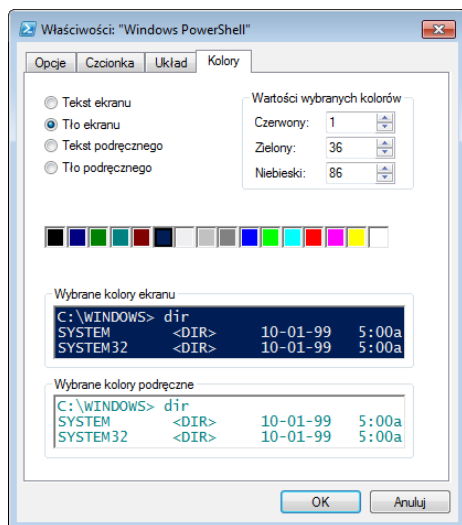 Właściwości: "Windows PowerShell"
Opcje Czcionka Układ Kolory
Tekst ekranu
Tło ekranu
Tekst podręcznego
Tło podręcznego
Wartości wybranych kolorów
Czerwony: 1
Zielony: 36
Niebieski: 86
Wybrane kolory ekranu
C:\WINDOWS> dir
SYSTEM <DIR> 10-01-99 5:00a
SYSTEM32 <DIR> 10-01-99 5:00a
Wybrane kolory podręczne
C:\WINDOWS> dir
SYSTEM <DIR> 10-01-99 5:00a
SYSTEM32 <DIR> 10-01-99 5:00a
OK Anuluj